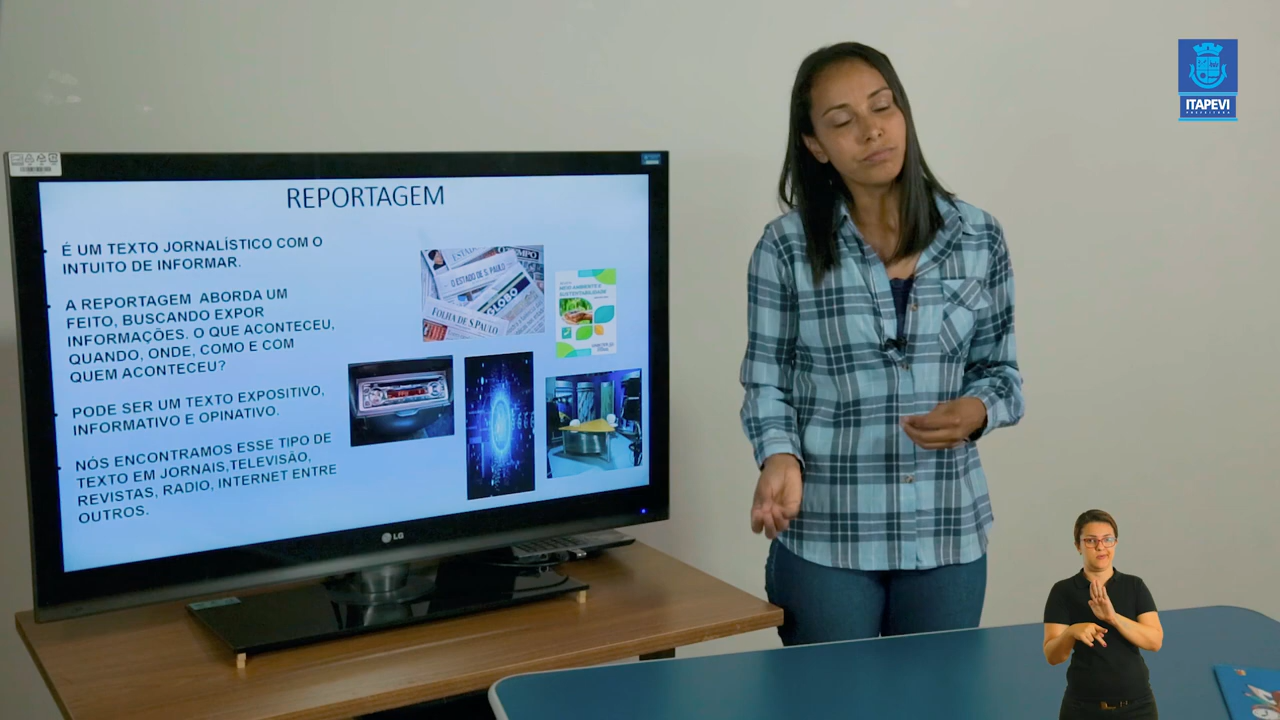 REPORTAGEM
É UM TEXTO JORNALÍSTICO COM O
INTUITO DE INFORMAR.
A REPORTAGEM ABORDA UM
FEITO, BUSCANDO EXPOR
INFORMAÇÕES. O QUE ACONTECEU,
QUANDO, ONDE, COMO E COM
QUEM ACONTECEU?
PODE SER UM TEXTO EXPOSITIVO,
INFORMATIVO E OPINATIVO.
NÓS ENCONTRAMOS ESSE TIPO DE
TEXTO EM JORNAIS,TELEVISÃO,
REVISTAS, RADIO, INTERNET ENTRE
OUTROS.
O ESTADO DE S. PAULO
GLOBO
FOLHA DE S.PAULO
MEIO AMBIENTE E
SUSTENTABILIDADE
LG
ITAPEVI
PREFEITURA